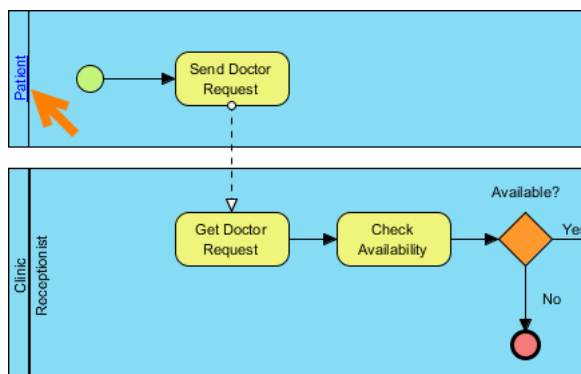 Patient
Send Doctor
Request
Clinic
Receptionist
Get Doctor
Request
Check
Availability
Available?
Yes
No